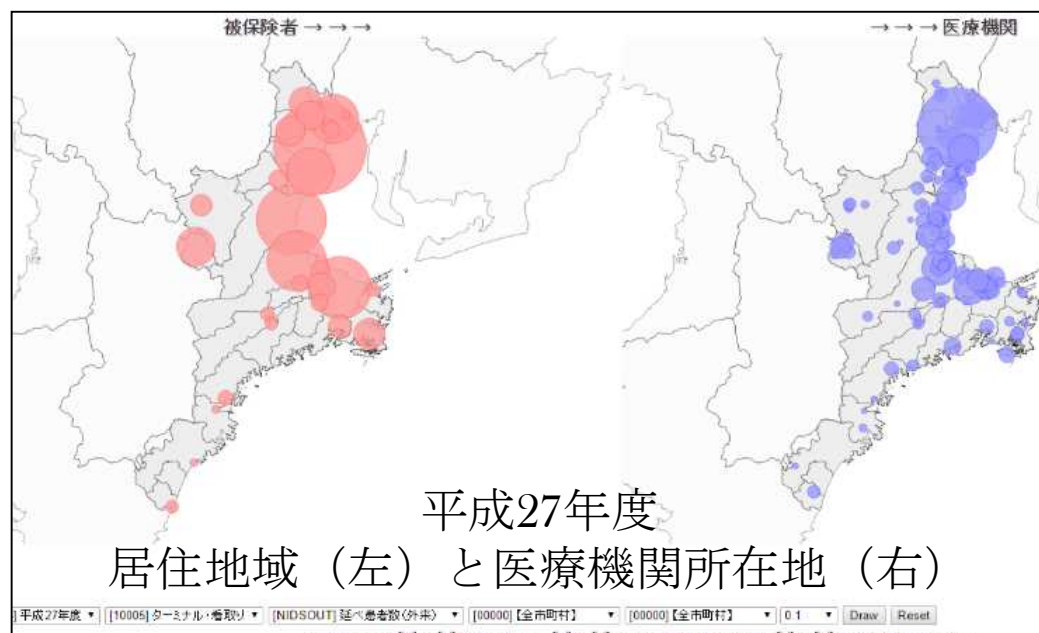 被保険者 → → →
→ → → 医療機関
平成27年度
居住地域（左）と医療機関所在地（右）
] 平成27年度 ▼ [10005] ターミナル・看取り ▼ [NIDSOUT] 延べ患者数(外来) ▼ [00000]【全市町村】 ▼ [00000]【全市町村】 ▼ 0.1 ▼ Draw Reset